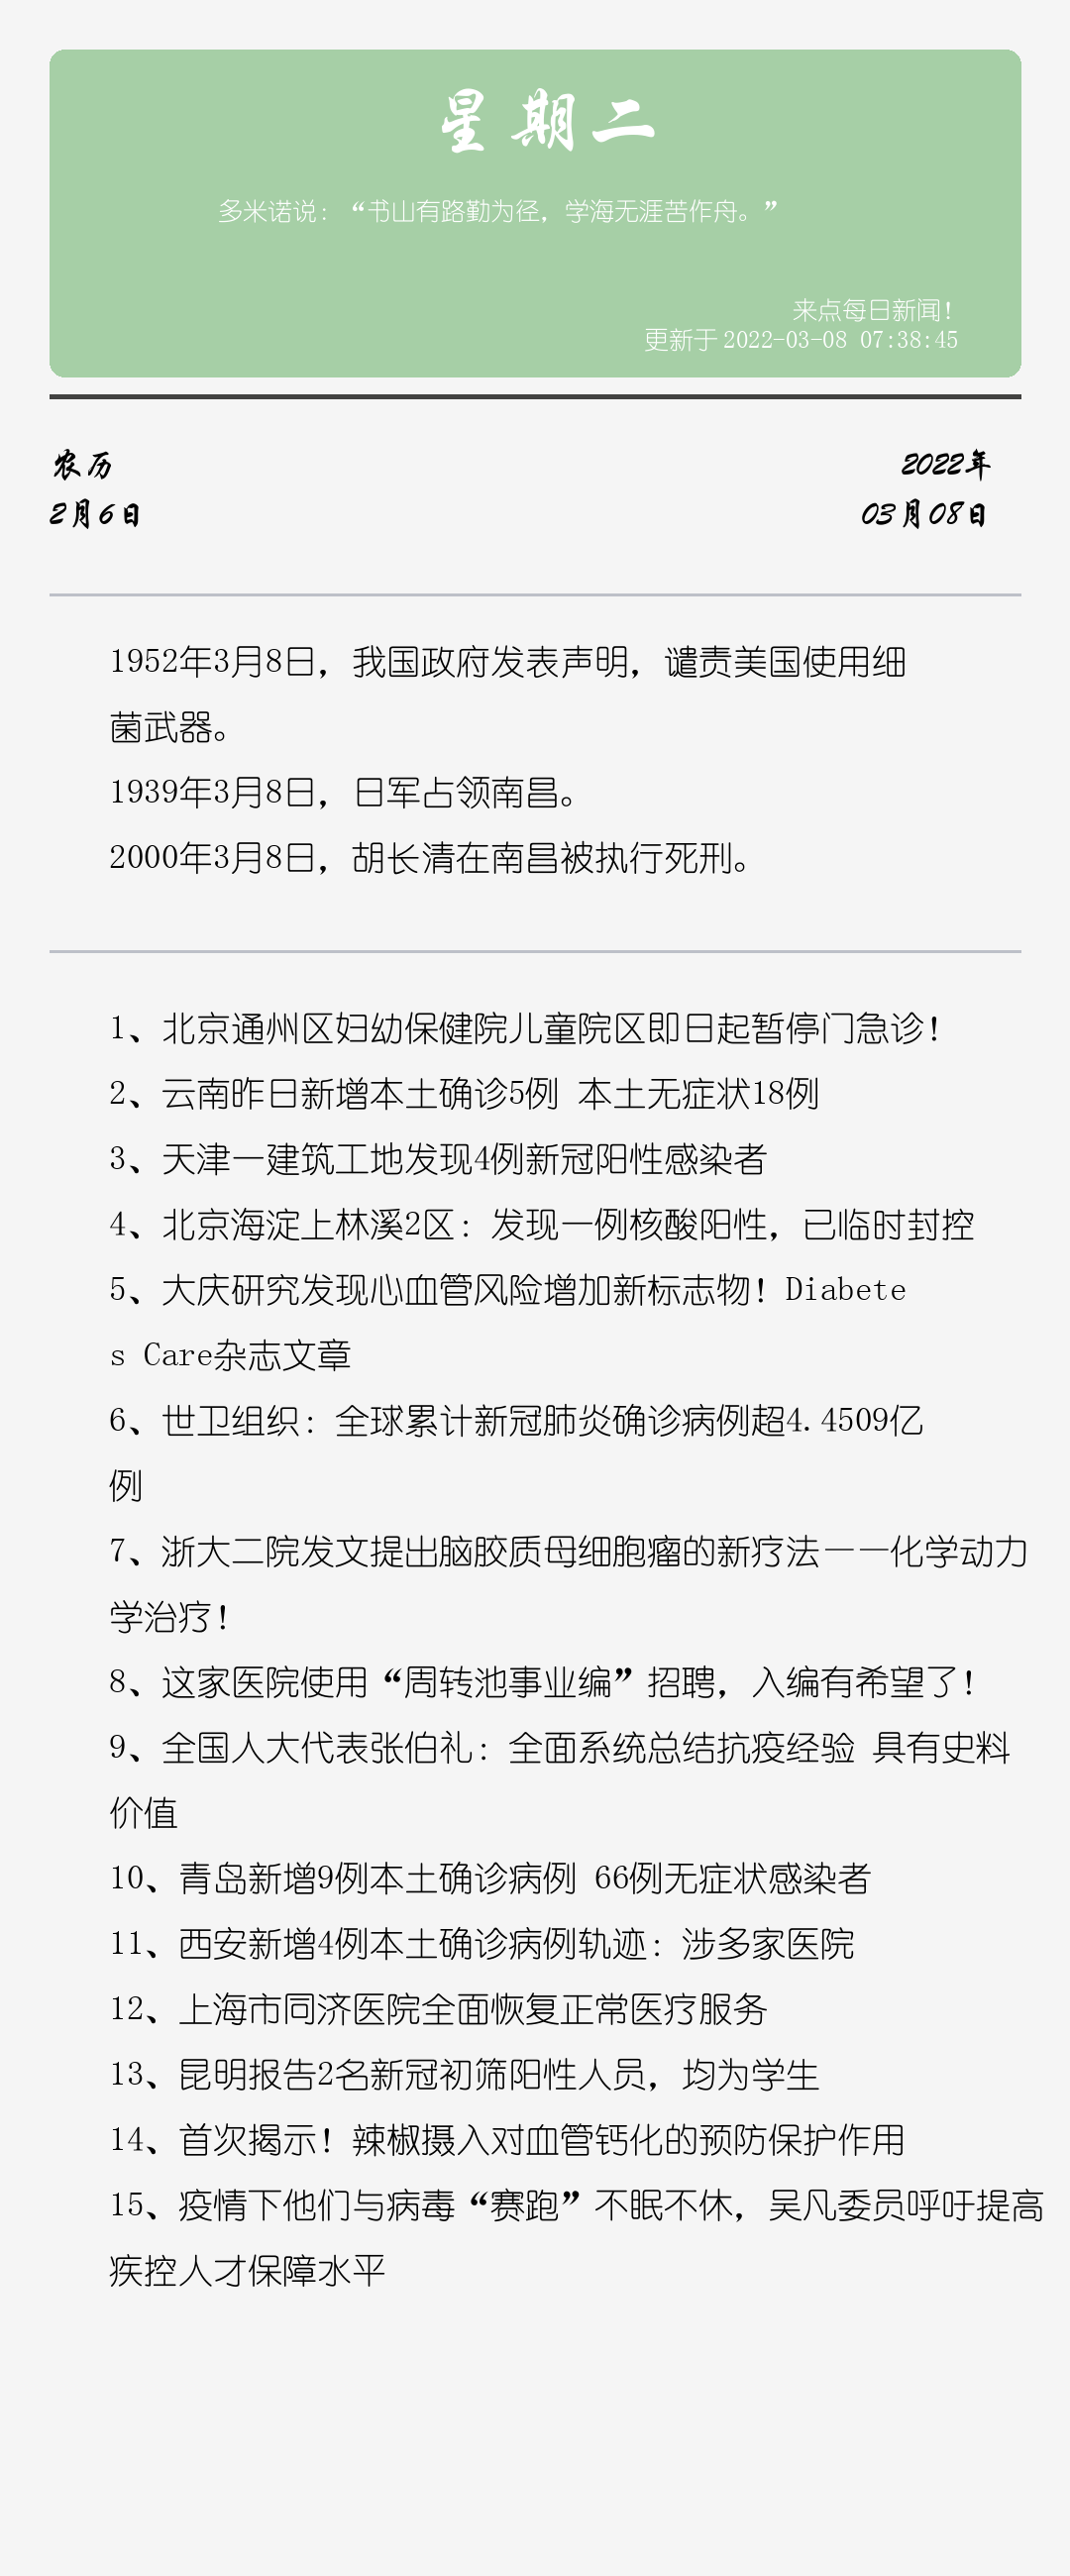 星期二
多米诺说：“书山有路勤为径，学海无涯苦作舟。”
来点每日新闻！
更新于 2022-03-08 07:38:45
农历
2月6日
2022年
03月08日
1952年3月8日，我国政府发表声明，谴责美国使用细
菌武器。
1939年3月8日，日军占领南昌。
2000年3月8日，胡长清在南昌被执行死刑。
1、北京通州区妇幼保健院儿童院区即日起暂停门急诊！
2、云南昨日新增本土确诊5例 本土无症状18例
3、天津一建筑工地发现4例新冠阳性感染者
4、北京海淀上林溪2区：发现一例核酸阳性，已临时封控
5、大庆研究发现心血管风险增加新标志物！Diabete
s Care杂志文章
6、世卫组织：全球累计新冠肺炎确诊病例超4.4509亿
例
7、浙大二院发文提出脑胶质母细胞瘤的新疗法——化学动力
学治疗！
8、这家医院使用“周转池事业编”招聘，入编有希望了！
9、全国人大代表张伯礼：全面系统总结抗疫经验 具有史料
价值
10、青岛新增9例本土确诊病例 66例无症状感染者
11、西安新增4例本土确诊病例轨迹：涉多家医院
12、上海市同济医院全面恢复正常医疗服务
13、昆明报告2名新冠初筛阳性人员，均为学生
14、首次揭示！辣椒摄入对血管钙化的预防保护作用
15、疫情下他们与病毒“赛跑”不眠不休，吴凡委员呼吁提高
疾控人才保障水平